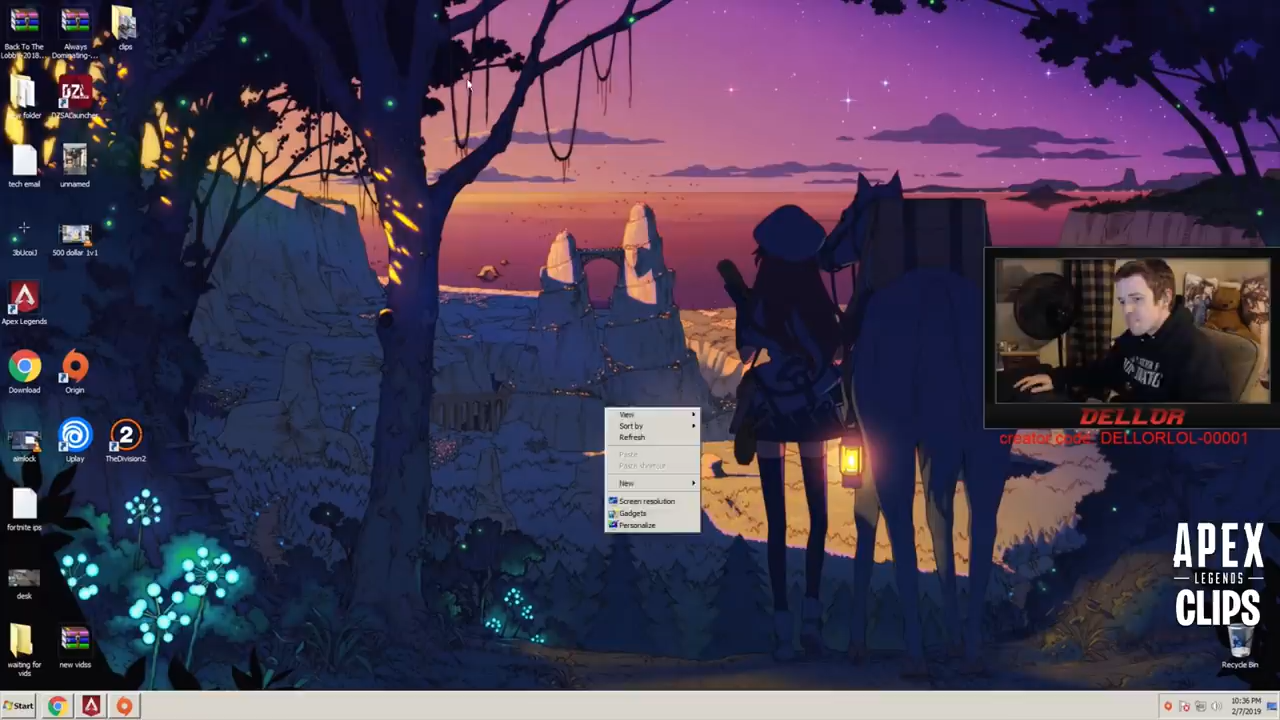 Back To The
Lobby-2018...
Always
Dominating-...
clips
DZL
DZSALauncher
tech email
unnamed
3bUcoiJ
500 dollar 1v1
Apex Legends
Download
Origin
aimlock
Uplay
2
TheDivision2
fortnite ips
desk
waiting for
vids
new vidss
View
Sort by
Refresh
Paste
Paste shortcut
New
Screen resolution
Gadgets
Personalize
DELLOR
creator code: DELLORLOL-00001
APEX
LEGENDS
CLIPS
Recycle Bin
Start
10:36 PM
2/7/2019